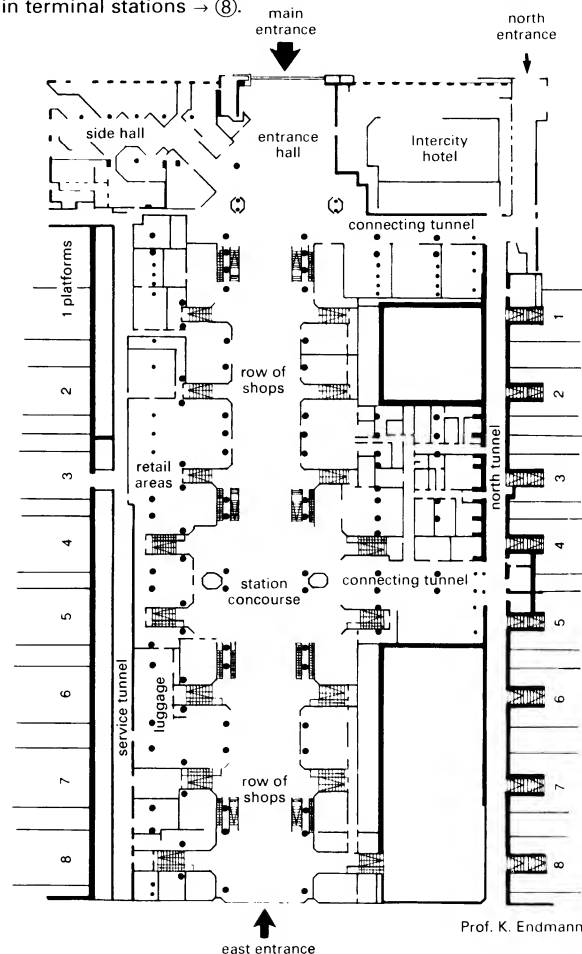 in terminal stations → ⑧.
main
entrance
north
entrance
side hall
entrance
hall
Intercity
hotel
connecting tunnel
1 platforms
1
row of
shops
2
2
retail
areas
north tunnel
3
3
4
4
station
concourse
connecting tunnel
5
5
service tunnel
luggage
6
6
row of
shops
7
7
8
8
Prof. K. Endmann
east entrance